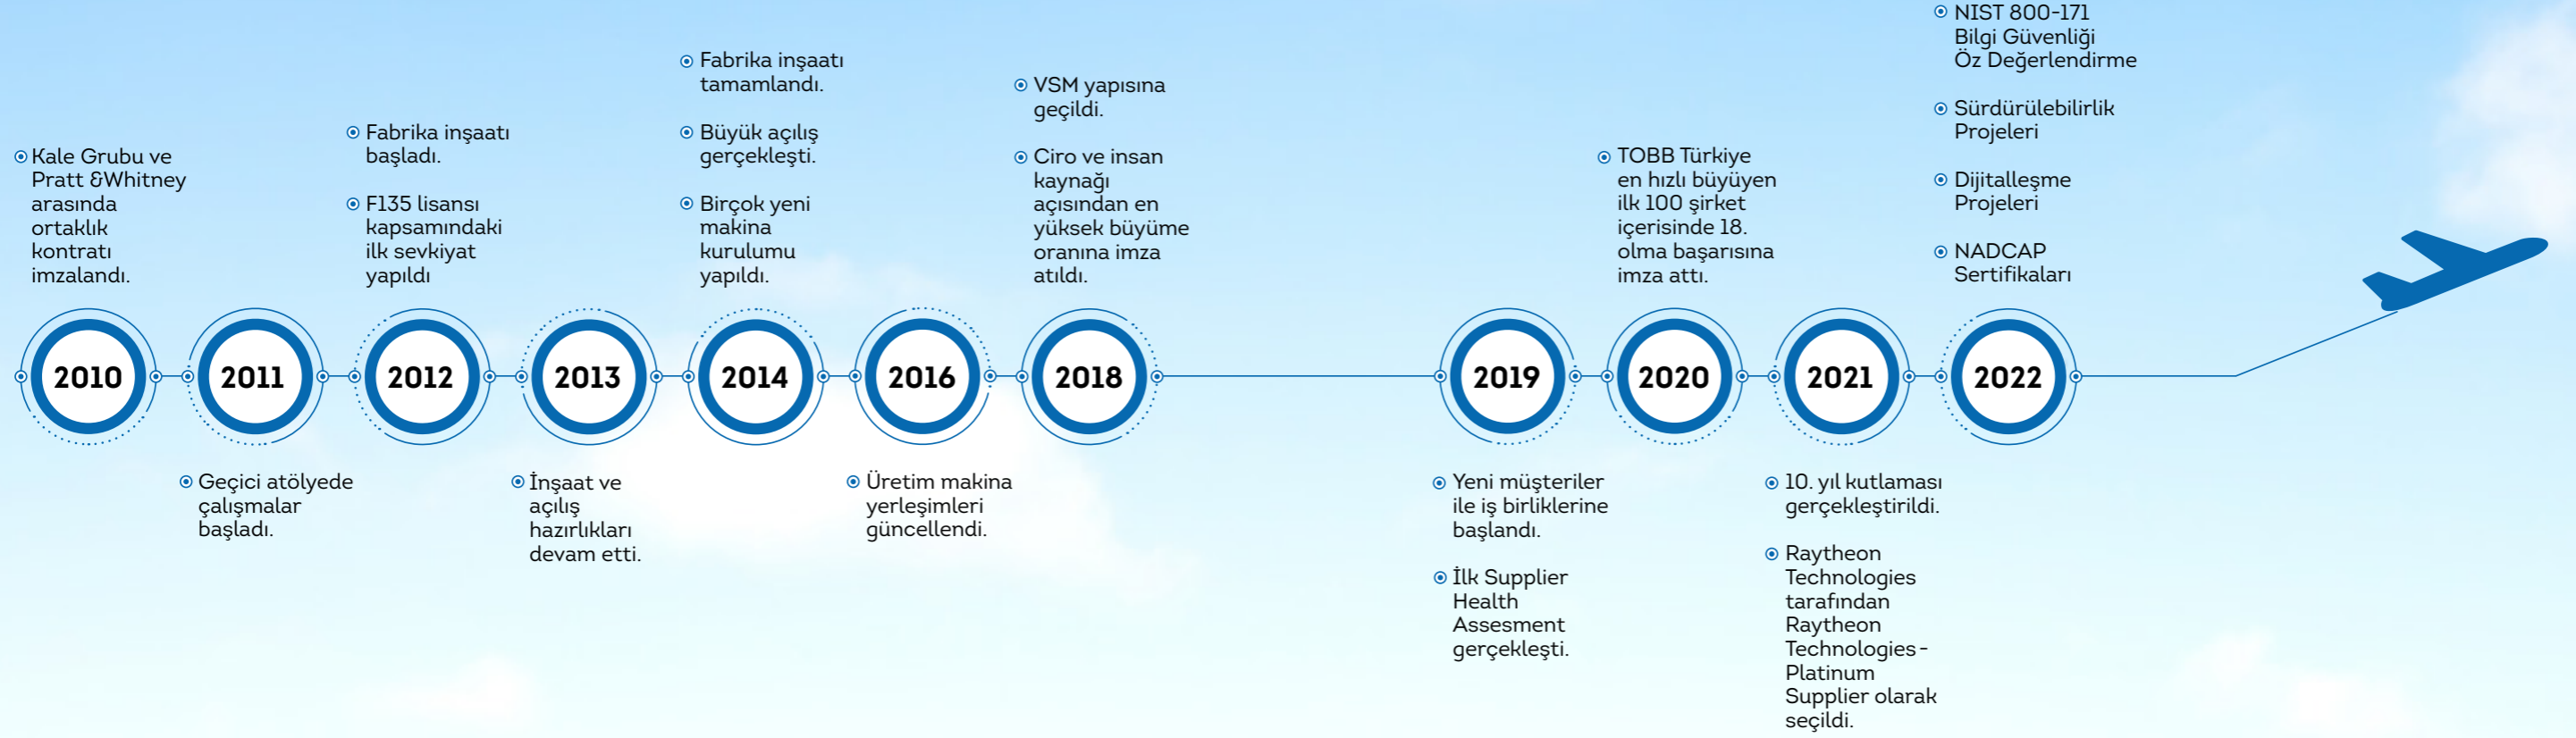 Kale Grubu ve
Pratt &Whitney
arasında
ortaklık
kontratı
imzalandı.
2010
2011
Geçici atölyede
çalışmalar
başladı.
Fabrika inşaatı
başladı.
F135 lisansı
kapsamındaki
ilk sevkiyat
yapıldı
2012
2013
İnşaat ve
açılış
hazırlıkları
devam etti.
Fabrika inşaatı
tamamlandı.
Büyük açılış
gerçekleşti.
Birçok yeni
makina
kurulumu
yapıldı.
2014
2016
Üretim makina
yerleşimleri
güncellendi.
VSM yapısına
geçildi.
Ciro ve insan
kaynağı
açısından en
yüksek büyüme
oranına imza
atıldı.
2018
2019
Yeni müşteriler
ile iş birliklerine
başlandı.
İlk Supplier
Health
Assesment
gerçekleşti.
TOBB Türkiye
en hızlı büyüyen
ilk 100 şirket
içerisinde 18.
olma başarısına
imza attı.
2020
2021
10. yıl kutlaması
gerçekleştirildi.
Raytheon
Technologies
tarafından
Raytheon
Technologies -
Platinum
Supplier olarak
seçildi.
NIST 800-171
Bilgi Güvenliği
Öz Değerlendirme
Sürdürülebilirlik
Projeleri
Dijitalleşme
Projeleri
NADCAP
Sertifikaları
2022